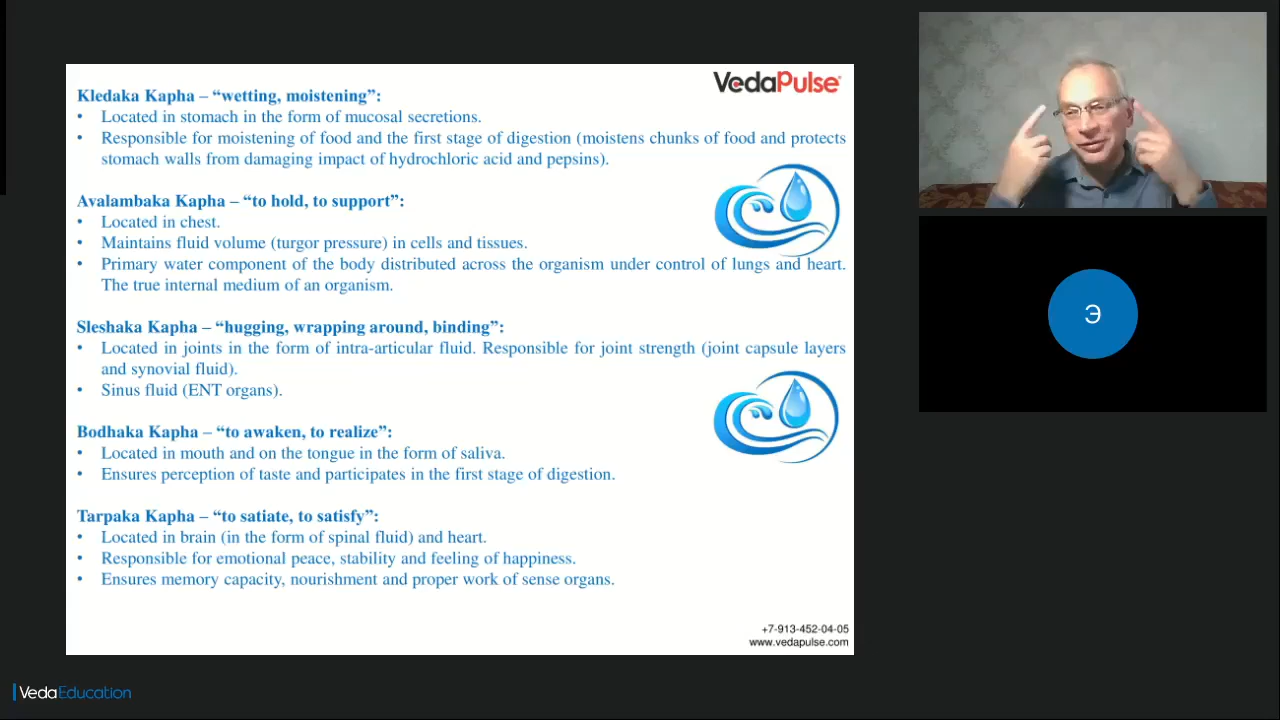 VedaPulse
Kledaka Kapha – “wetting, moistening”:
• Located in stomach in the form of mucosal secretions.
• Responsible for moistening of food and the first stage of digestion (moistens chunks of food and protects
stomach walls from damaging impact of hydrochloric acid and pepsins).
Avalambaka Kapha – “to hold, to support”:
• Located in chest.
• Maintains fluid volume (turgor pressure) in cells and tissues.
• Primary water component of the body distributed across the organism under control of lungs and heart.
The true internal medium of an organism.
Sleshaka Kapha – “hugging, wrapping around, binding”:
• Located in joints in the form of intra-articular fluid. Responsible for joint strength (joint capsule layers
and synovial fluid).
• Sinus fluid (ENT organs).
Bodhaka Kapha – “to awaken, to realize”:
• Located in mouth and on the tongue in the form of saliva.
• Ensures perception of taste and participates in the first stage of digestion.
Tarpaka Kapha – “to satiate, to satisfy”:
• Located in brain (in the form of spinal fluid) and heart.
• Responsible for emotional peace, stability and feeling of happiness.
• Ensures memory capacity, nourishment and proper work of sense organs.
+7-913-452-04-05
www.vedapulse.com
Э
VedaEducation